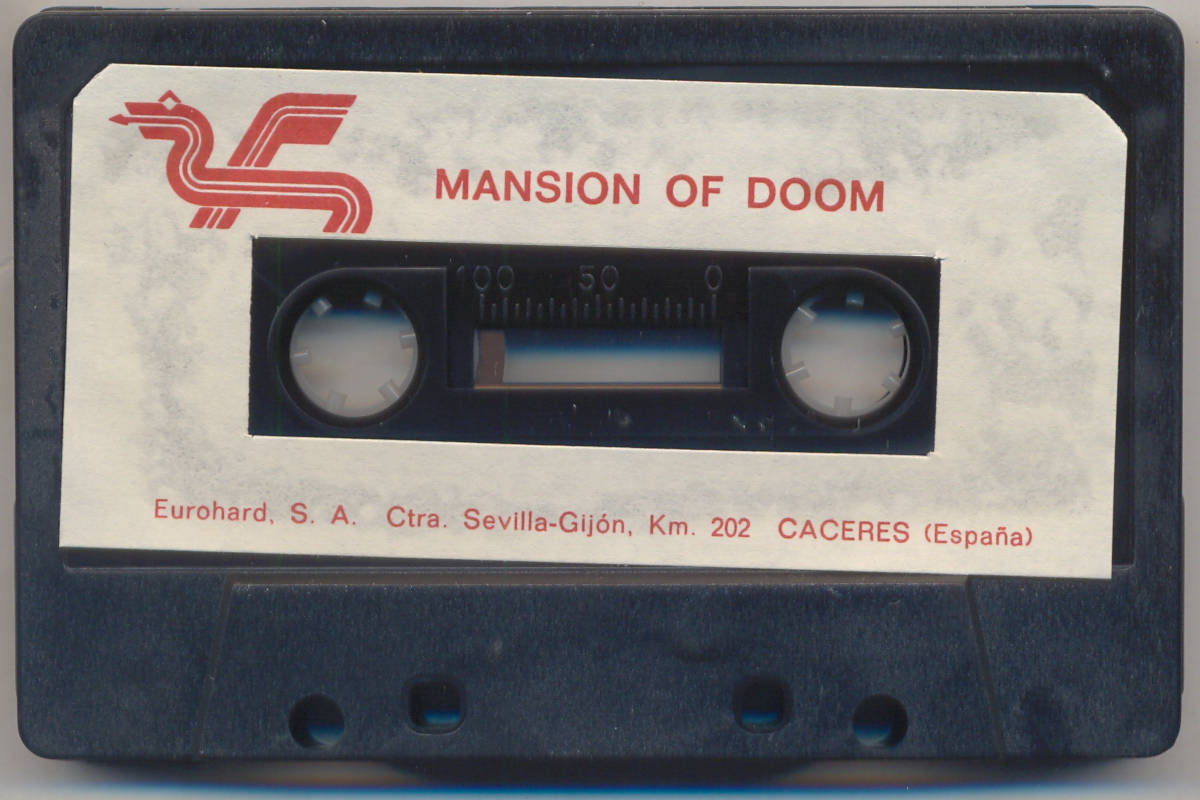 MANSION OF DOOM
100 50 0
Eurohard, S. A. Ctra. Sevilla-Gijón, Km. 202 CACERES (España)